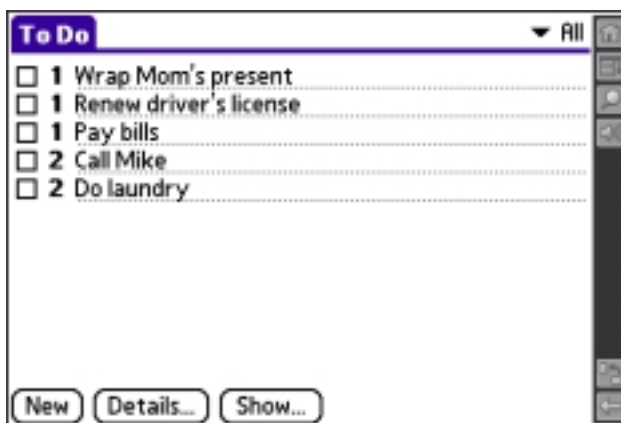 To Do
All
1 Wrap Mom's present
1 Renew driver's license
1 Pay bills
2 Call Mike
2 Do laundry
New Details... Show...